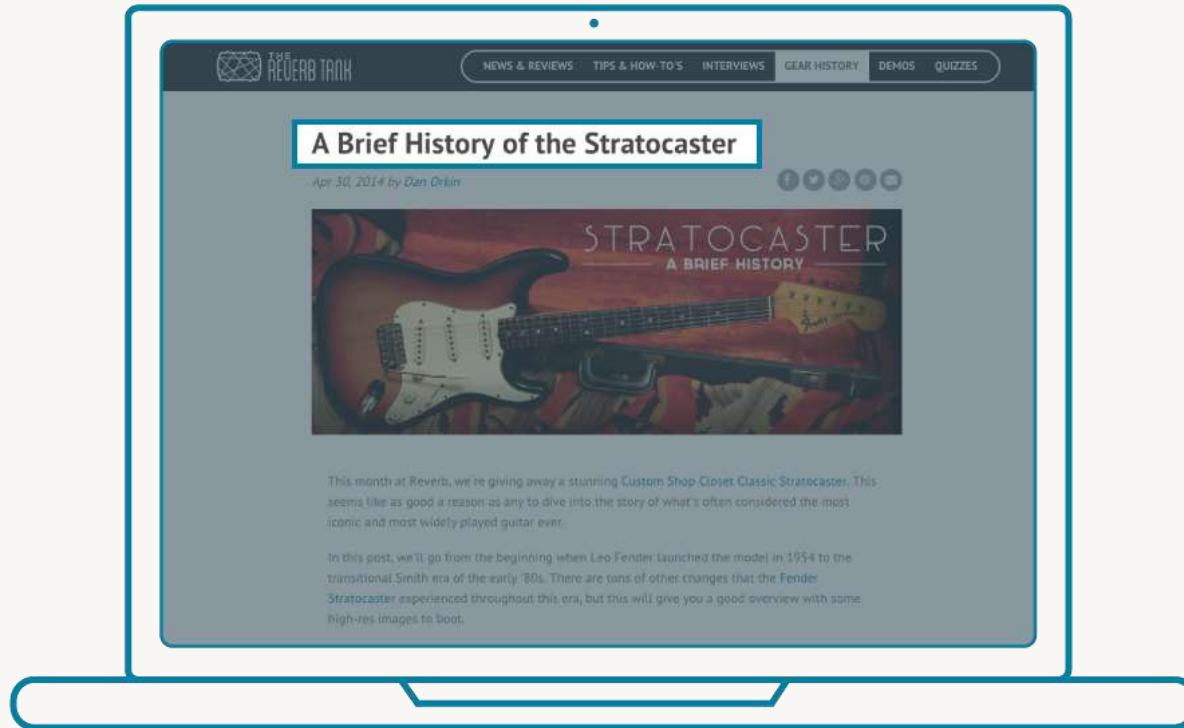 THE
REVERB TANK
NEWS & REVIEWS TIPS & HOW-TO'S INTERVIEWS GEAR HISTORY DEMOS QUIZZES
A Brief History of the Stratocaster
Apr 30, 2014 by Dan Orkin
STRATOCASTER
A BRIEF HISTORY
Fender
This month at Reverb, we're giving away a stunning Custom Shop Closet Classic Stratocaster. This
seems like as good a reason as any to dive into the story of what's often considered the most
iconic and most widely played guitar ever.
In this post, we'll go from the beginning when Leo Fender launched the model in 1954 to the
transitional Smith era of the early '80s. There are tons of other changes that the Fender
Stratocaster experienced throughout this era, but this will give you a good overview with some
high-res images to boot.